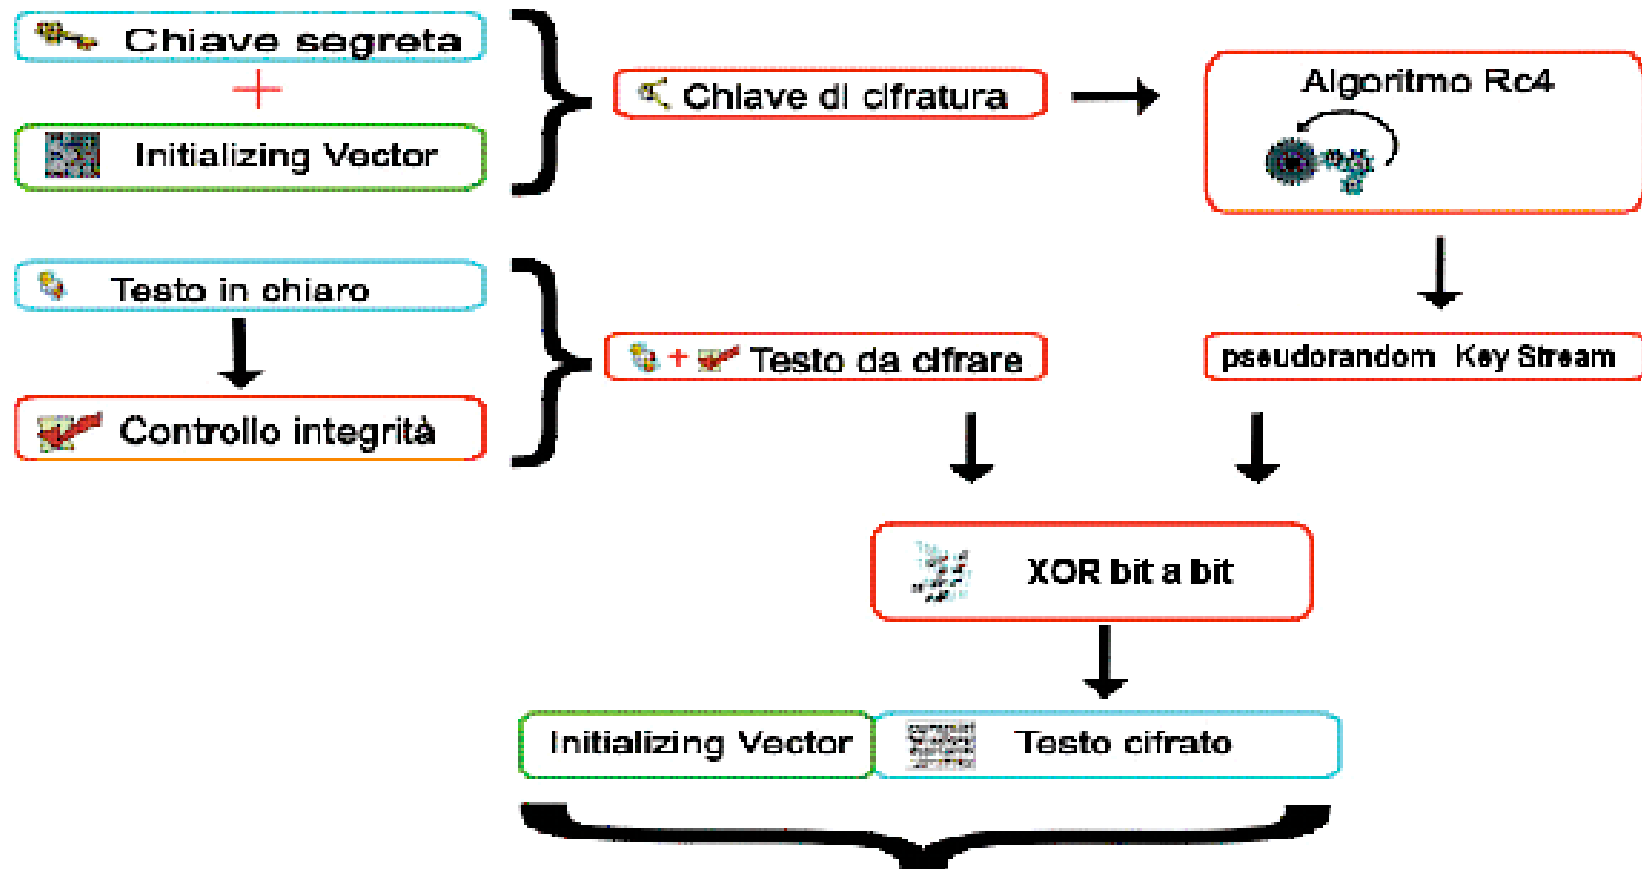 Chiave segreta
+
Initializing Vector
Chiave di cifratura
Algoritmo Rc4
Testo in chiaro
Controllo integrità
+ Testo da cifrare
pseudorandom Key Stream
XOR bit a bit
Initializing Vector
Testo cifrato